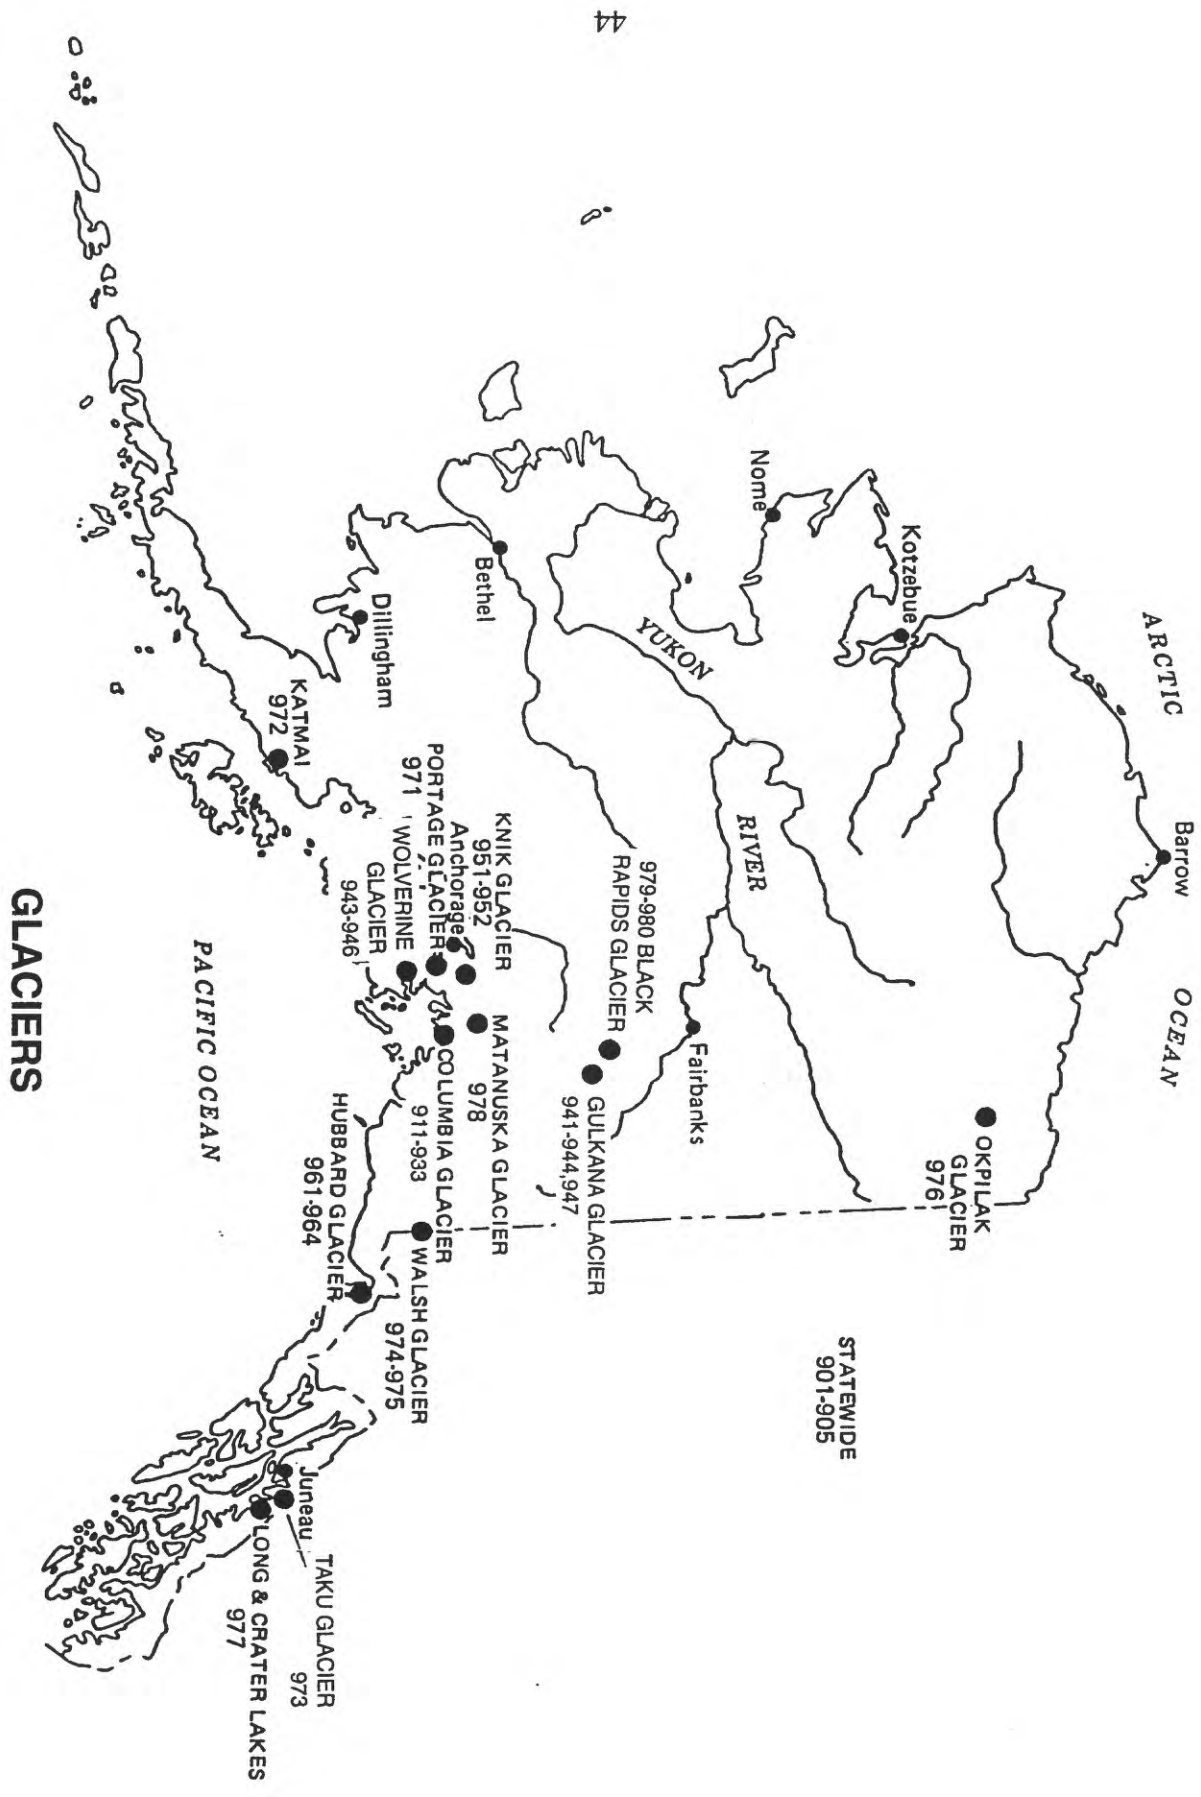 ARCTIC
OCEAN
Barrow
Kotzebue
Nome
OKPILAK
GLACIER
976
YUKON
RIVER
STATEWIDE
901-905
Fairbanks
979-980 BLACK
RAPIDS GLACIER
GULKANA GLACIER
941-944,947
Bethel
Dillingham
KNIK GLACIER
951-952
Anchorage
PORTAGE GLACIER
971
WOLVERINE
GLACIER
943-946
MATANUSKA GLACIER
978
COLUMBIA GLACIER
911-933
WALSH GLACIER
974-975
HUBBARD GLACIER
961-964
KATMAI
972
Juneau
TAKU GLACIER
973
LONG & CRATER LAKES
977
PACIFIC OCEAN
GLACIERS
44